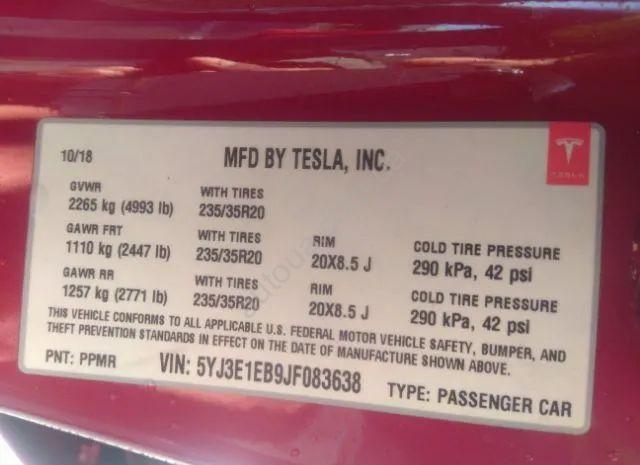 10/18
MFD BY TESLA, INC.
TESLA
GVWR
WITH TIRES
2265 kg (4993 lb)
235/35R20
GAWR FRT
WITH TIRES
RIM
COLD TIRE PRESSURE
1110 kg (2447 lb)
235/35R20
20X8.5 J
290 kPa, 42 psi
GAWR RR
WITH TIRES
RIM
COLD TIRE PRESSURE
1257 kg (2771 lb)
235/35R20
20X8.5 J
290 kPa, 42 psi
THIS VEHICLE CONFORMS TO ALL APPLICABLE U.S. FEDERAL MOTOR VEHICLE SAFETY, BUMPER, AND
THEFT PREVENTION STANDARDS IN EFFECT ON THE DATE OF MANUFACTURE SHOWN ABOVE.
PNT: PPMR
VIN: 5YJ3E1EB9JF083638
TYPE: PASSENGER CAR